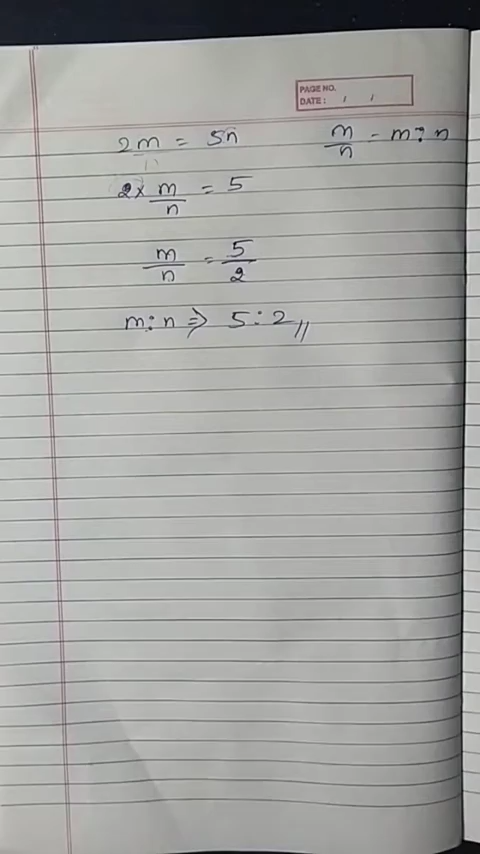 PAGE NO.
DATE : / /
2m = 5n m/n = m:n
2 x m/n = 5
m/n = 5/2
m:n ⇒ 5:2//